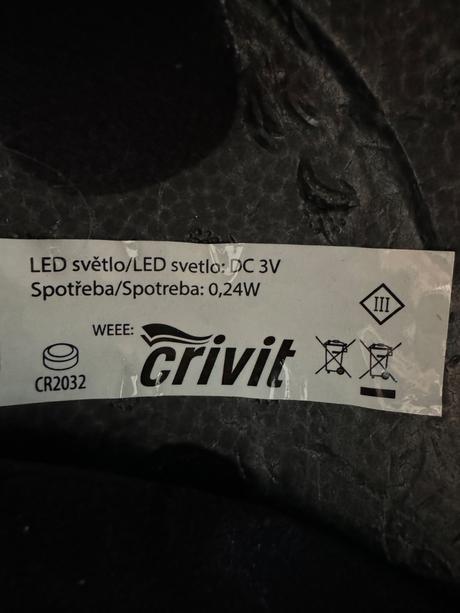 LED světlo/LED svetlo: DC 3V
Spotřeba/Spotreba: 0,24W
III
WEEE:
crivit
CR2032